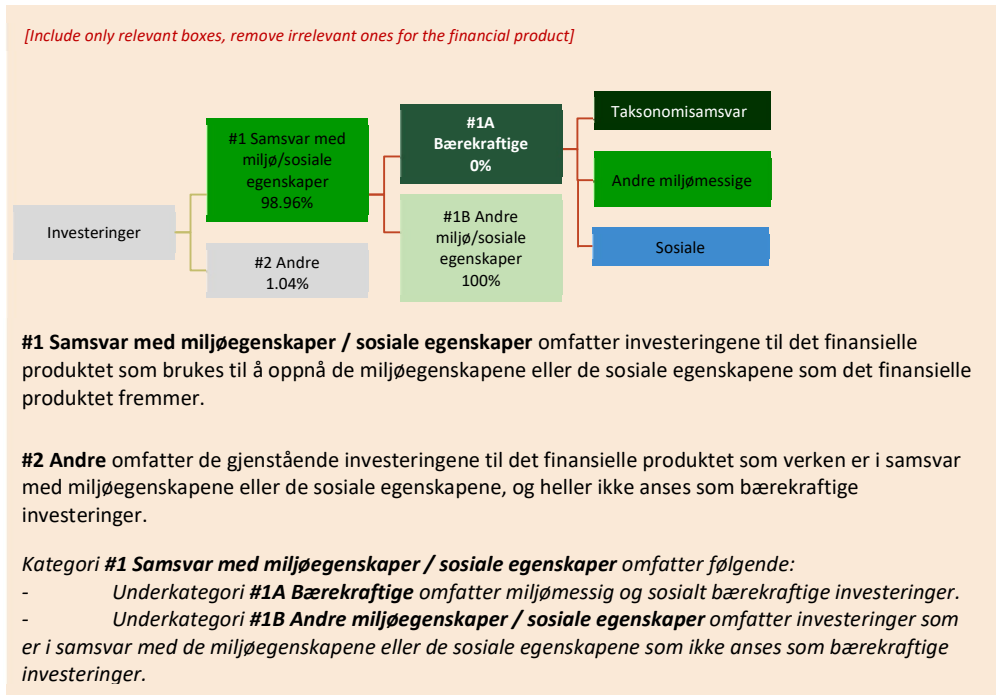 [Include only relevant boxes, remove irrelevant ones for the financial product]
Investeringer
#1 Samsvar med
miljø/sosiale
egenskaper
98.96%
#2 Andre
1.04%
#1A
Bærekraftige
0%
#1B Andre
miljø/sosiale
egenskaper
100%
Taksonomisamsvar
Andre miljømessige
Sosiale
#1 Samsvar med miljøegenskaper / sosiale egenskaper omfatter investeringene til det finansielle
produktet som brukes til å oppnå de miljøegenskapene eller de sosiale egenskapene som det finansielle
produktet fremmer.
#2 Andre omfatter de gjenstående investeringene til det finansielle produktet som verken er i samsvar
med miljøegenskapene eller de sosiale egenskapene, og heller ikke anses som bærekraftige
investeringer.
Kategori #1 Samsvar med miljøegenskaper / sosiale egenskaper omfatter følgende:
- Underkategori #1A Bærekraftige omfatter miljømessig og sosialt bærekraftige investeringer.
- Underkategori #1B Andre miljøegenskaper / sosiale egenskaper omfatter investeringer som
er i samsvar med de miljøegenskapene eller de sosiale egenskapene som ikke anses som bærekraftige
investeringer.